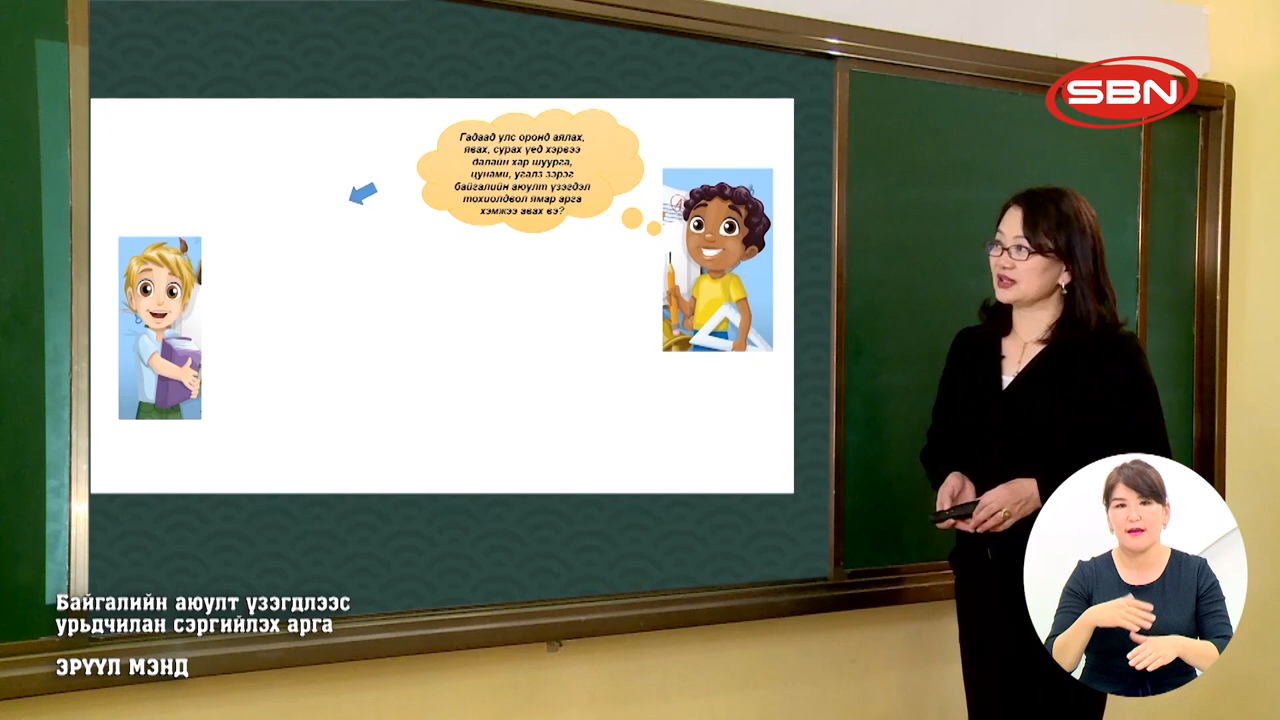 SBN
Гадаад улс оронд аялах,
явах, сурах үед хэрвээ
далайн хар шуурга,
цунами, угалз зэрэг
байгалийн аюулт үзэгдэл
тохиолдвол ямар арга
хэмжээ авах вэ?
Байгалийн аюулт үзэгдлээс
урьдчилан сэргийлэх арга
ЭРҮҮЛ МЭНД